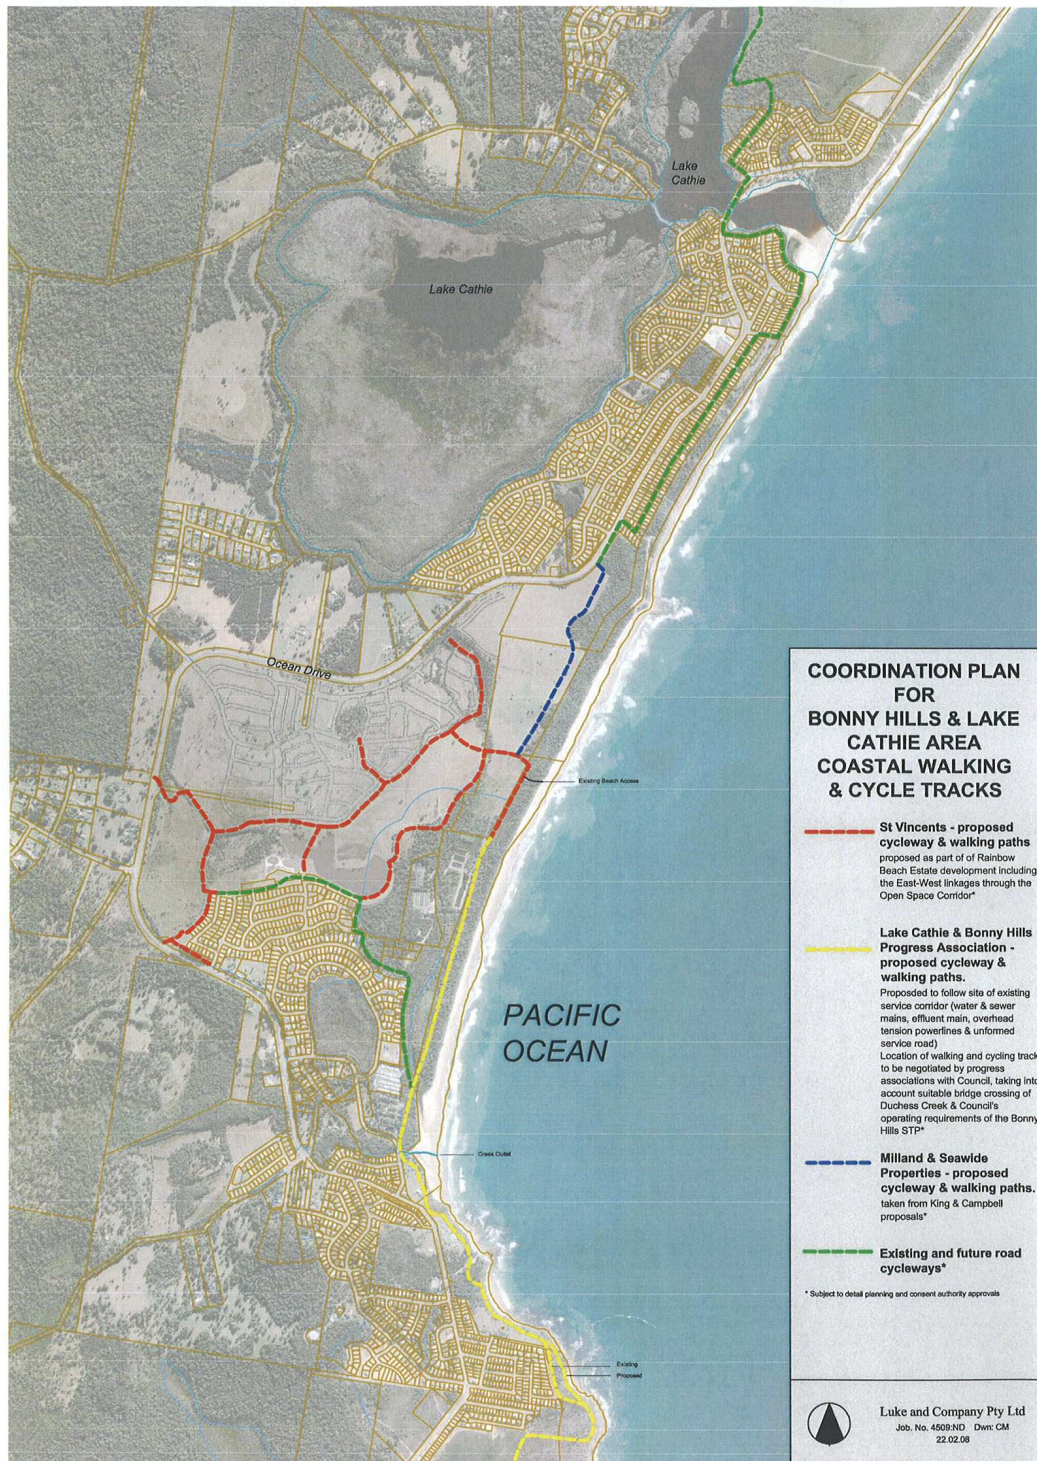 Lake
Cathie
Lake Cathie
Ocean Drive
Existing Beach Access
PACIFIC
OCEAN
Creek Outlet
Existing
Proposed
COORDINATION PLAN
FOR
BONNY HILLS & LAKE
CATHIE AREA
COASTAL WALKING
& CYCLE TRACKS
St Vincents - proposed
cycleway & walking paths
proposed as part of of Rainbow
Beach Estate development including
the East-West linkages through the
Open Space Corridor*
Lake Cathie & Bonny Hills
Progress Association -
proposed cycleway &
walking paths.
Proposded to follow site of existing
service corridor (water & sewer
mains, effluent main, overhead
tension powerlines & unformed
service road)
Location of walking and cycling track
to be negotiated by progress
associations with Council, taking into
account suitable bridge crossing of
Duchess Creek & Council's
operating requirements of the Bonny
Hills STP*
Milland & Seawide
Properties - proposed
cycleway & walking paths.
taken from King & Campbell
proposals*
Existing and future road
cycleways*
* Subject to detail planning and consent authority approvals
Luke and Company Pty Ltd
Job. No. 4509:ND Dwn: CM
22.02.08